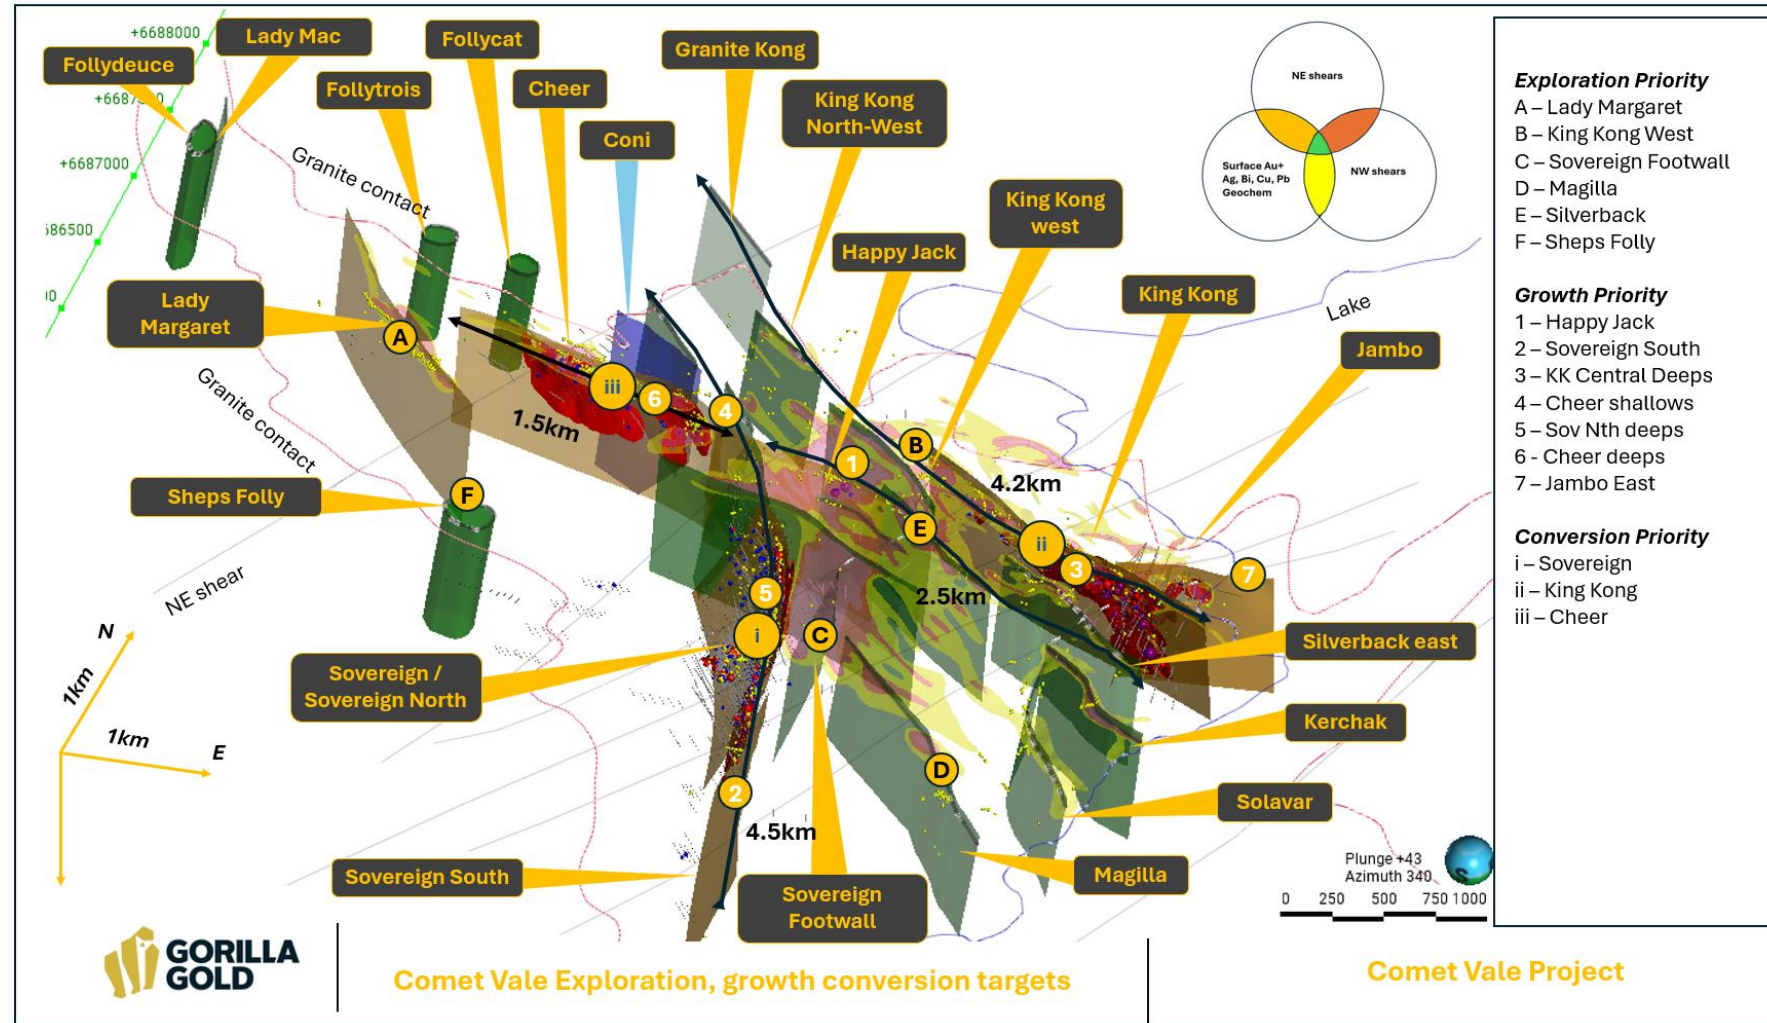 +6688000
Lady Mac
Follycat
Granite Kong
Follydeuce
Follytrois
Cheer
King Kong
North-West
Coni
+6687000
Granite contact
NE shears
Surface Au+
Ag, Bi, Cu, Pb
Geochem
NW shears
King Kong
west
Happy Jack
King Kong
Lake
Jambo
Lady
Margaret
A
iii
6
4
1.5km
Granite contact
1
B
4.2km
E
ii
3
7
2.5km
Sheps Folly
F
NE shear
5
i
C
N
1km
1km
E
Sovereign /
Sovereign North
Silverback east
Kerchak
D
2
4.5km
Solavar
Sovereign South
Sovereign
Footwall
Magilla
Plunge +43
Azimuth 340
S
0 250 500 750 1000
Exploration Priority
A – Lady Margaret
B – King Kong West
C – Sovereign Footwall
D – Magilla
E – Silverback
F – Sheps Folly
Growth Priority
1 – Happy Jack
2 – Sovereign South
3 – KK Central Deeps
4 – Cheer shallows
5 – Sov Nth deeps
6 - Cheer deeps
7 – Jambo East
Conversion Priority
i – Sovereign
ii – King Kong
iii – Cheer
GORILLA
GOLD
Comet Vale Exploration, growth conversion targets
Comet Vale Project